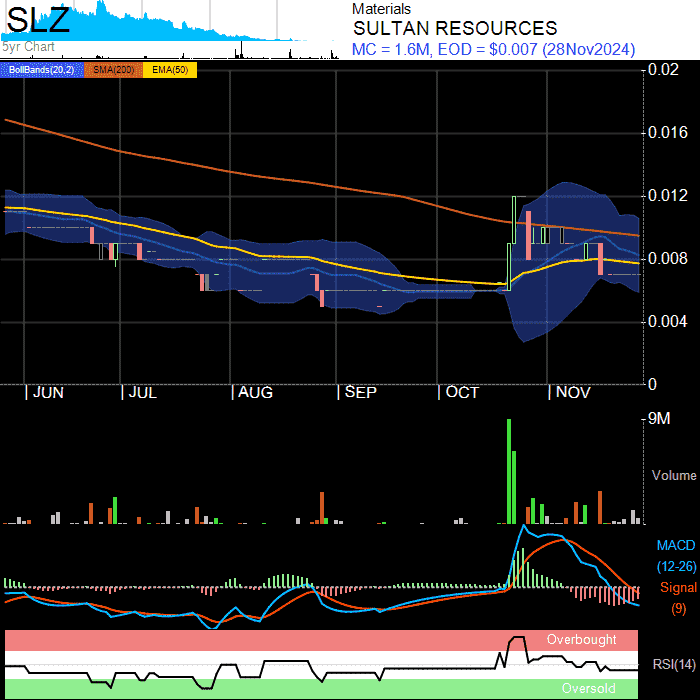 SLZ
5yr Chart
Materials
SULTAN RESOURCES
MC = 1.6M, EOD = $0.007 (28Nov2024)
BollBands(20,2) SMA(200) EMA(50)
0.02
0.016
0.012
0.008
0.004
0
JUN JUL AUG SEP OCT NOV
9M
Volume
MACD
(12-26)
Signal
(9)
Overbought
RSI(14)
Oversold